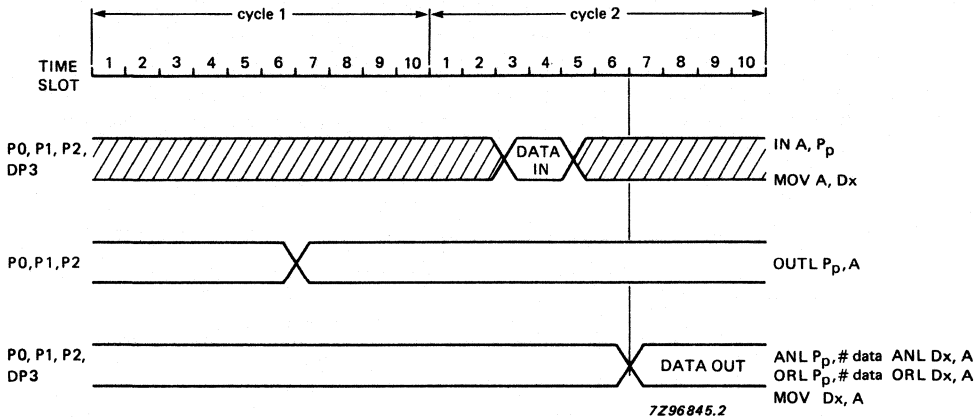 cycle 1 cycle 2
TIME SLOT 1 2 3 4 5 6 7 8 9 10 1 2 3 4 5 6 7 8 9 10
P0, P1, P2, DP3
DATA IN
IN A, Pp
MOV A, Dx
P0,P1,P2
OUTL Pp, A
P0, P1, P2, DP3
DATA OUT
ANL Pp, # data ANL Dx, A
ORL Pp, # data ORL Dx, A
MOV Dx, A
7Z96845.2